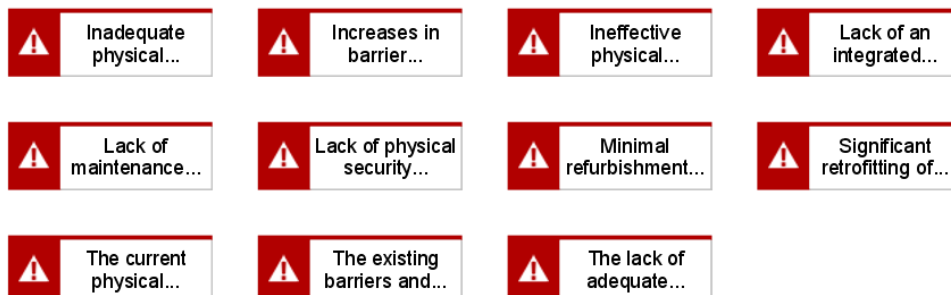 Inadequate
physical...
Increases in
barrier...
Ineffective
physical...
Lack of an
integrated...
Lack of
maintenance...
Lack of physical
security...
Minimal
refurbishment...
Significant
retrofitting of...
The current
physical...
The existing
barriers and...
The lack of
adequate...